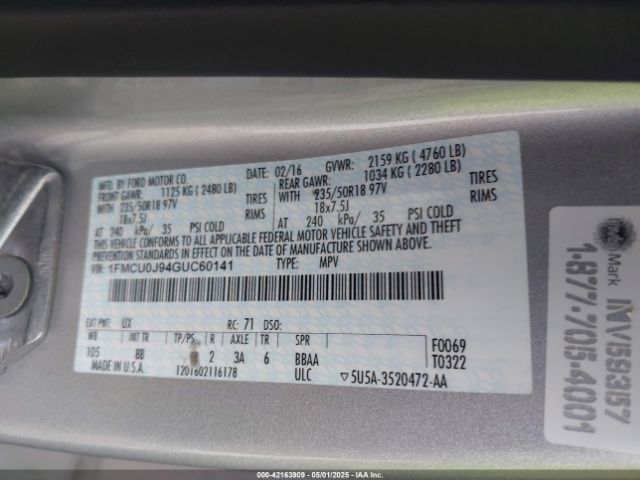 MFD. BY FORD MOTOR CO.
DATE: 02/16 GVWR: 2159 KG ( 4760 LB)
FRONT GAWR: 1125 KG ( 2480 LB)
REAR GAWR: 1034 KG ( 2280 LB)
235/50R18 97V TIRES WITH 235/50R18 97V TIRES
18x7.5J RIMS 18x7.5J RIMS
AT 240 kPa/ 35 PSI COLD AT 240 kPa/ 35 PSI COLD
THIS VEHICLE CONFORMS TO ALL APPLICABLE FEDERAL MOTOR VEHICLE SAFETY AND THEFT
PREVENTION STANDARDS IN EFFECT ON THE DATE OF MANUFACTURE SHOWN ABOVE.
VIN: 1FMCU0J94GUC60141 TYPE: MPV
EXT PNT: UX RC: 71 DSO:
WB INT TR TP/PS R AXLE TR SPR
105 8B 2 3A 6 BBAA
F0069
T0322
MADE IN U.S.A. 1201602116178 ULC ▽5U5A-3520472-AA
Mark
INV1593157
1-877-705-4001
000-42163909 - 05/01/2025 - IAAI.COM